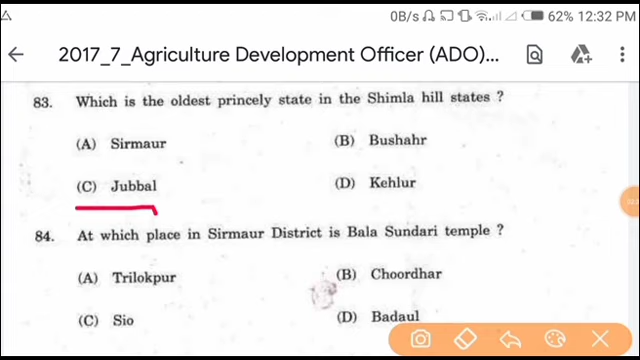 0B/s 62% 12:32 PM
2017_7_Agriculture Development Officer (ADO)...
83. Which is the oldest princely state in the Shimla hill states ?
(A) Sirmaur (B) Bushahr
(C) Jubbal (D) Kehlur
84. At which place in Sirmaur District is Bala Sundari temple ?
(A) Trilokpur (B) Choordhar
(C) Sio (D) Badaul